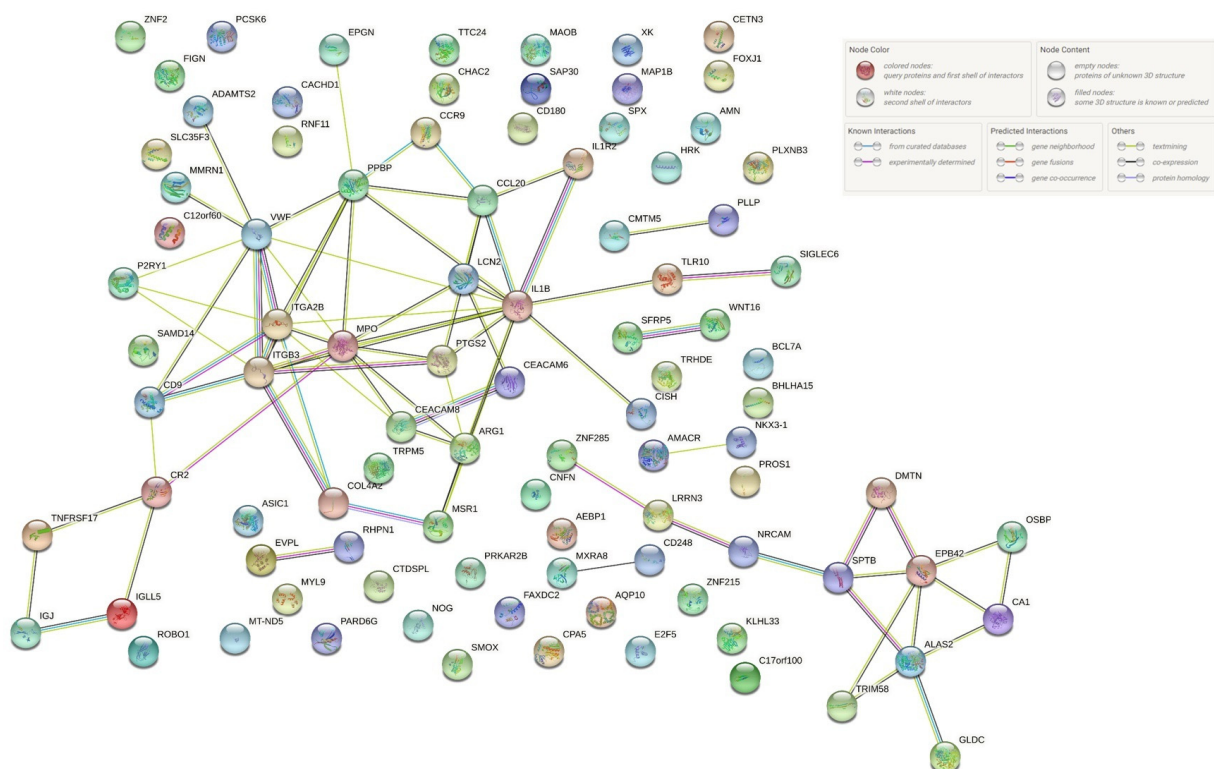 ZNF2
PCSK6
EPGN
TTC24
MAOB
XK
CETN3
FIGN
CHAC2
SAP30
MAP1B
FOXJ1
ADAMTS2
CACHD1
CCR9
CD180
SPX
AMN
SLC35F3
RNF11
PPBP
IL1R2
HRK
PLXNB3
MMRN1
CCL20
C12orf60
VWF
CMTM5
PLLP
P2RY1
LCN2
IL1B
TLR10
SIGLEC6
ITGA2B
MPO
SFRP5
WNT16
SAMD14
ITGB3
PTGS2
TRHDE
BCL7A
CD9
CEACAM6
CISH
BHLHA15
CEACAM8
ARG1
ZNF285
AMACR
NKX3-1
TRPM5
PROS1
CR2
COL4A2
MSR1
CNFN
LRRN3
DMTN
TNFRSF17
ASIC1
AEBP1
NRCAM
OSBP
EVPL
RHPN1
PRKAR2B
MXRA8
CD248
SPTB
EPB42
IGJ
IGLL5
MYL9
CTDSPL
FAXDC2
AQP10
ZNF215
CA1
ROBO1
MT-ND5
PARD6G
NOG
SMOX
CPA5
E2F5
KLHL33
ALAS2
C17orf100
TRIM58
GLDC
Node Color
colored nodes:
query proteins and first shell of interactors
white nodes:
second shell of interactors
Node Content
empty nodes:
proteins of unknown 3D structure
filled nodes:
some 3D structure is known or predicted
Known Interactions
from curated databases
experimentally determined
Predicted Interactions
gene neighborhood
gene fusions
gene co-occurrence
Others
textmining
co-expression
protein homology